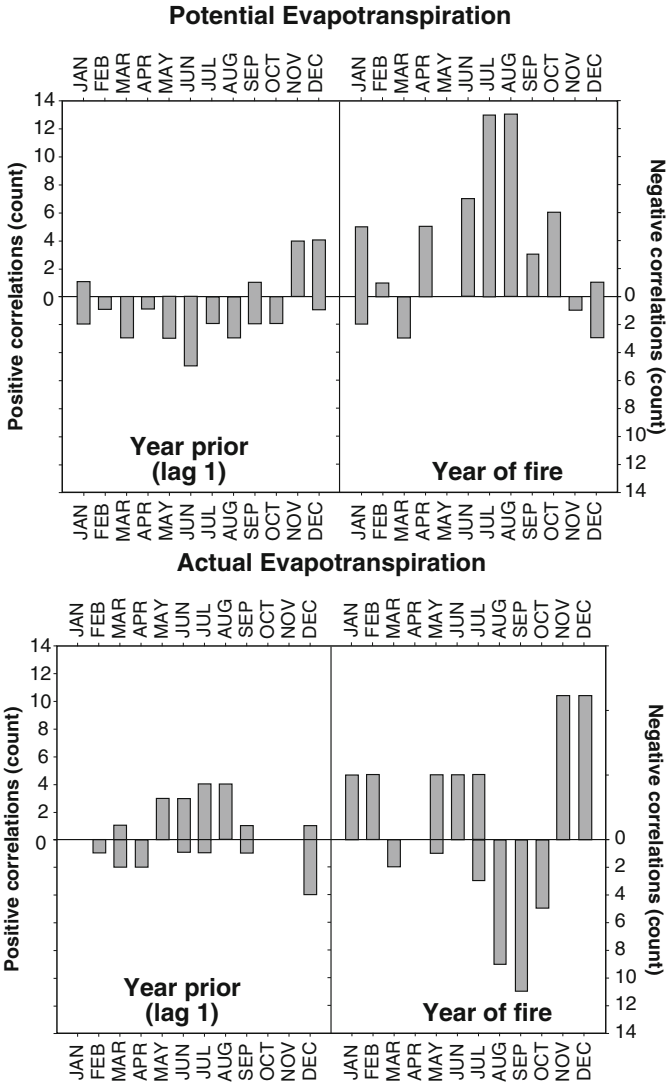 Potential Evapotranspiration
JAN FEB MAR APR MAY JUN JUL AUG SEP OCT NOV DEC JAN FEB MAR APR MAY JUN JUL AUG SEP OCT NOV DEC
Positive correlations (count)
14
12
10
8
6
4
2
0
Negative correlations (count)
0
2
4
6
8
10
12
14
Year prior
(lag 1)
Year of fire
JAN FEB MAR APR MAY JUN JUL AUG SEP OCT NOV DEC JAN FEB MAR APR MAY JUN JUL AUG SEP OCT NOV DEC
Actual Evapotranspiration
JAN FEB MAR APR MAY JUN JUL AUG SEP OCT NOV DEC JAN FEB MAR APR MAY JUN JUL AUG SEP OCT NOV DEC
Positive correlations (count)
14
12
10
8
6
4
2
0
Negative correlations (count)
0
2
4
6
8
10
12
14
Year prior
(lag 1)
Year of fire
JAN FEB MAR APR MAY JUN JUL AUG SEP OCT NOV DEC JAN FEB MAR APR MAY JUN JUL AUG SEP OCT NOV DEC